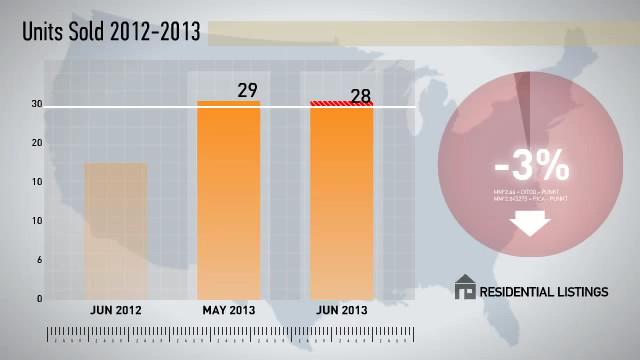 Units Sold 2012-2013
29
28
30
20
10
10
6
0
JUN 2012
MAY 2013
JUN 2013
-3%
RESIDENTIAL LISTINGS